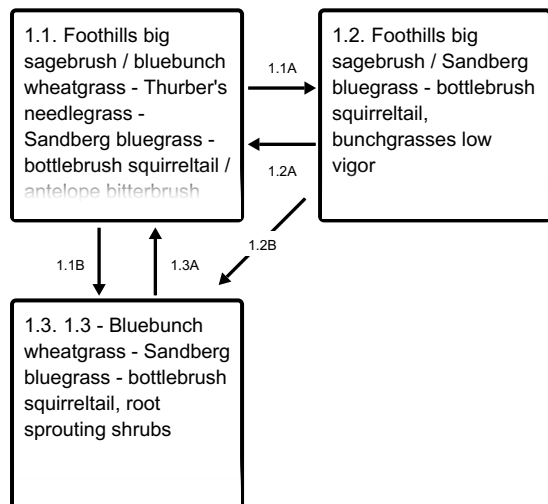 1.1. Foothills big
sagebrush / bluebunch
wheatgrass - Thurber's
needlegrass -
Sandberg bluegrass -
bottlebrush squirreltail /
antelope bitterbrush
1.1A
1.2. Foothills big
sagebrush / Sandberg
bluegrass - bottlebrush
squirreltail,
bunchgrasses low
vigor
1.2A
1.2B
1.1B
1.3A
1.3. 1.3 - Bluebunch
wheatgrass - Sandberg
bluegrass - bottlebrush
squirreltail, root
sprouting shrubs